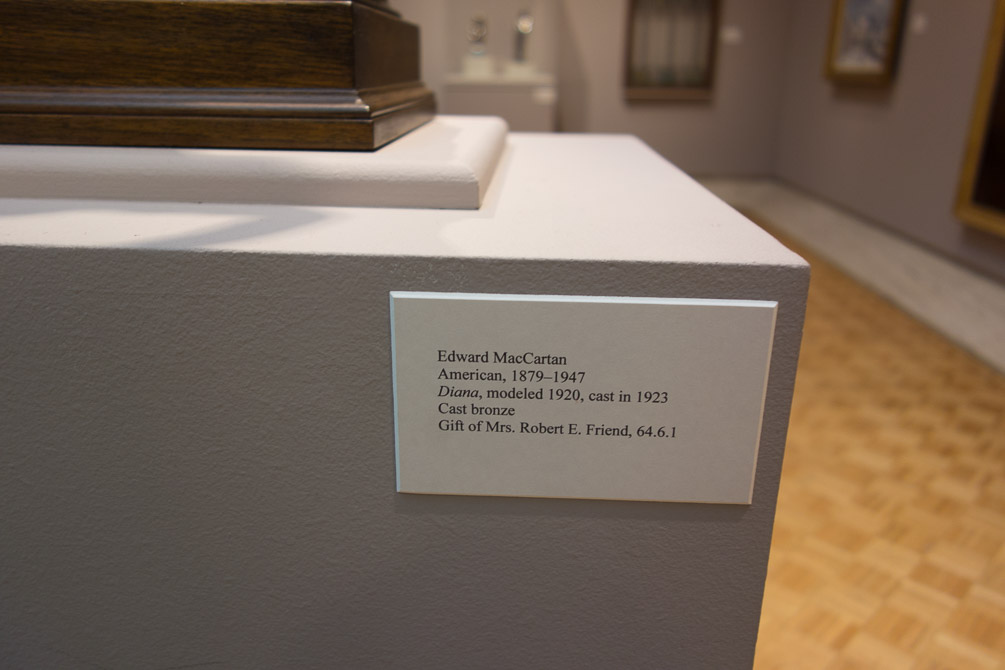 Edward MacCartan
American, 1879–1947
Diana, modeled 1920, cast in 1923
Cast bronze
Gift of Mrs. Robert E. Friend, 64.6.1